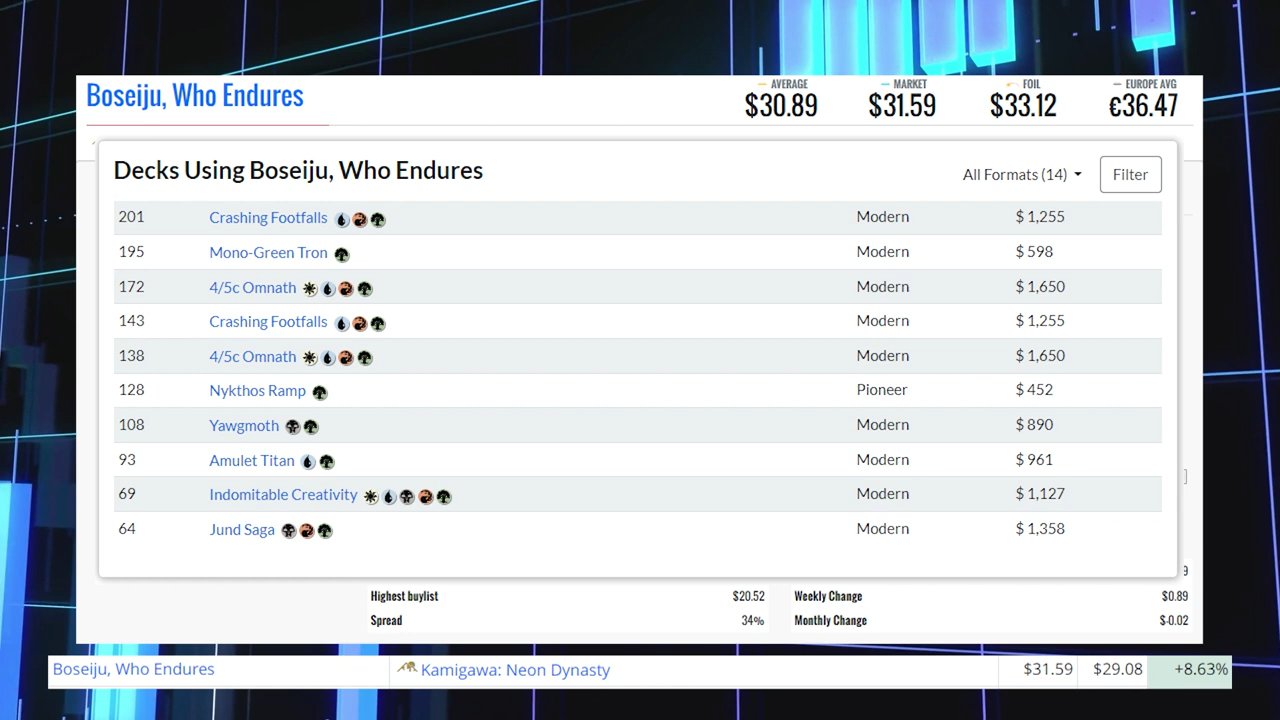 Boseiju, Who Endures
AVERAGE
$30.89
MARKET
$31.59
FOIL
$33.12
EUROPE AVG
€36.47
Decks Using Boseiju, Who Endures
All Formats (14)
Filter
201 Crashing Footfalls Modern $ 1,255
195 Mono-Green Tron Modern $ 598
172 4/5c Omnath Modern $ 1,650
143 Crashing Footfalls Modern $ 1,255
138 4/5c Omnath Modern $ 1,650
128 Nykthos Ramp Pioneer $ 452
108 Yawgmoth Modern $ 890
93 Amulet Titan Modern $ 961
69 Indomitable Creativity Modern $ 1,127
64 Jund Saga Modern $ 1,358
9
Highest buylist $20.52 Weekly Change $0.89
Spread 34% Monthly Change $-0.02
Boseiju, Who Endures Kamigawa: Neon Dynasty $31.59 $29.08 +8.63%